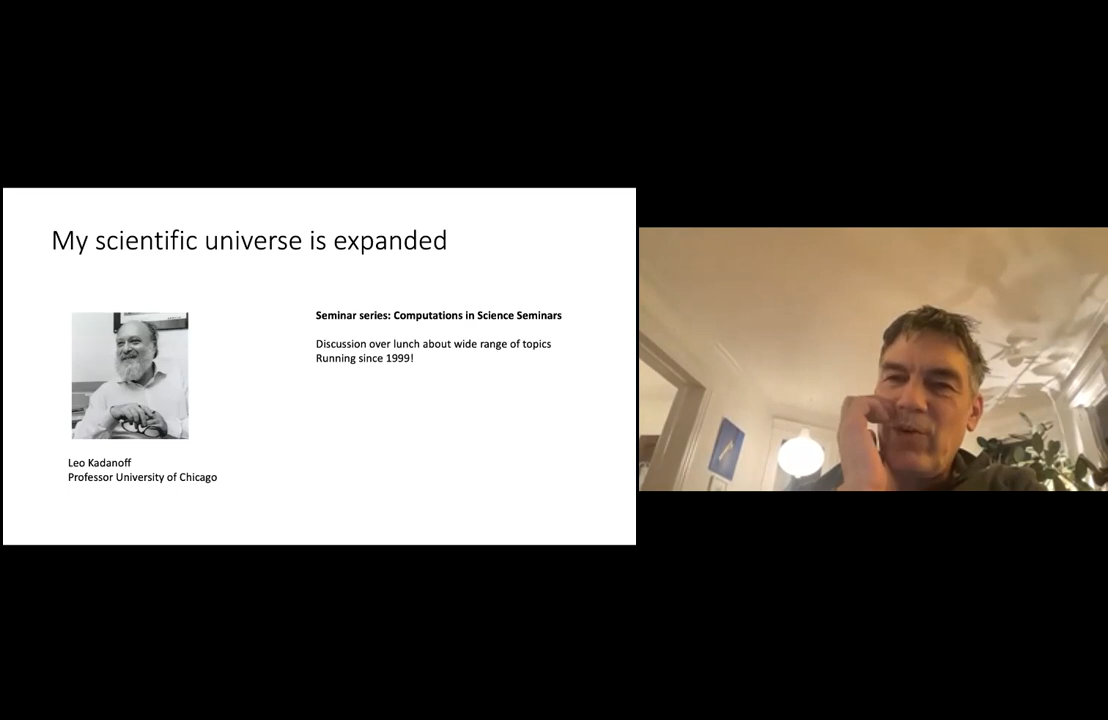 My scientific universe is expanded
Seminar series: Computations in Science Seminars
Discussion over lunch about wide range of topics
Running since 1999!
Leo Kadanoff
Professor University of Chicago